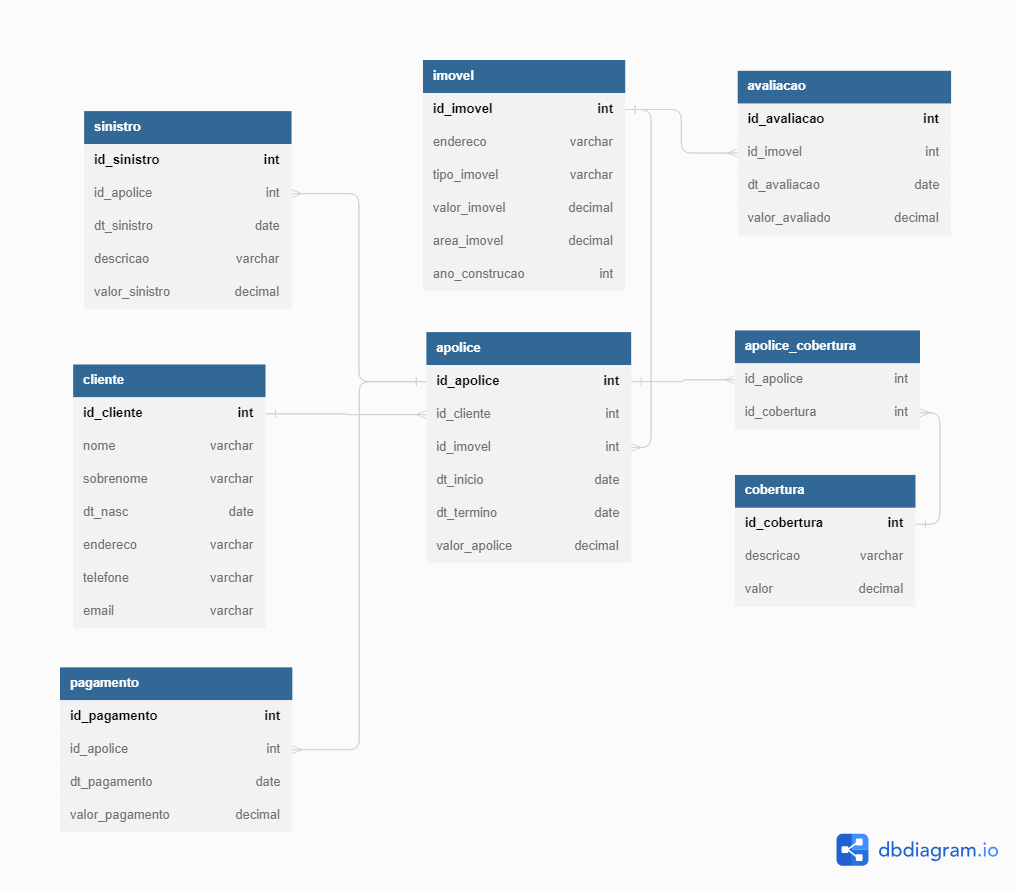 sinistro
id_sinistro int
id_apolice int
dt_sinistro date
descricao varchar
valor_sinistro decimal
imovel
id_imovel int
endereco varchar
tipo_imovel varchar
valor_imovel decimal
area_imovel decimal
ano_construcao int
avaliacao
id_avaliacao int
id_imovel int
dt_avaliacao date
valor_avaliado decimal
cliente
id_cliente int
nome varchar
sobrenome varchar
dt_nasc date
endereco varchar
telefone varchar
email varchar
apolice
id_apolice int
id_cliente int
id_imovel int
dt_inicio date
dt_termino date
valor_apolice decimal
apolice_cobertura
id_apolice int
id_cobertura int
cobertura
id_cobertura int
descricao varchar
valor decimal
pagamento
id_pagamento int
id_apolice int
dt_pagamento date
valor_pagamento decimal
dbdiagram.io